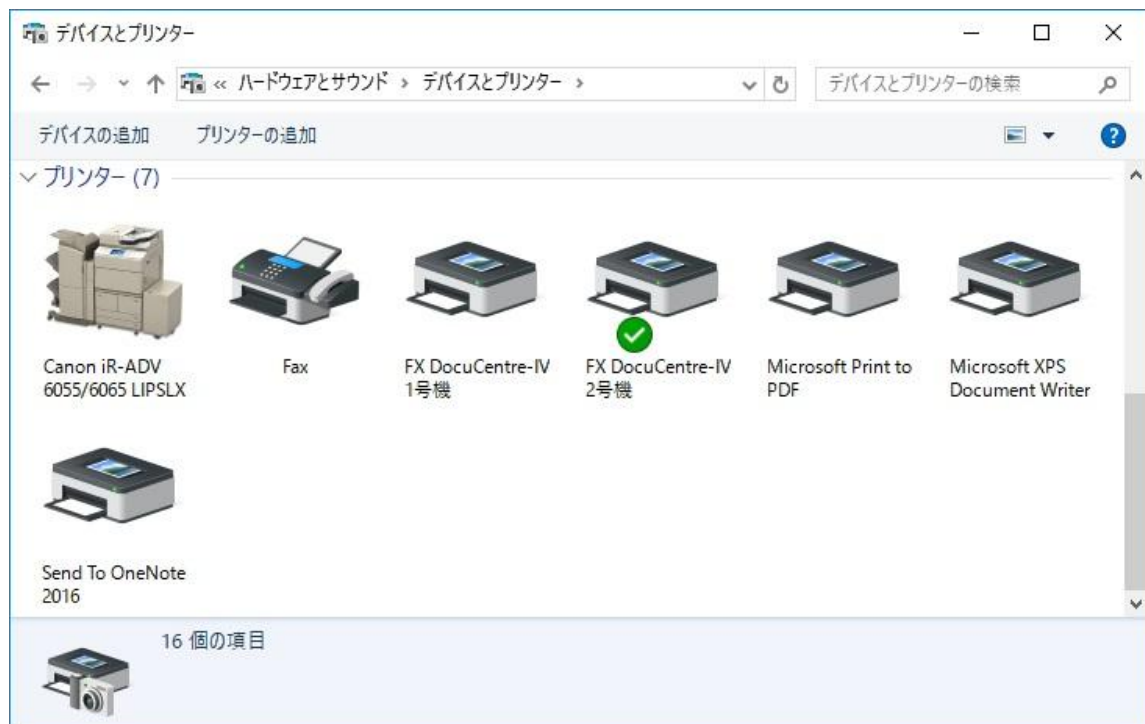 デバイスとプリンター
« ハードウェアとサウンド › デバイスとプリンター ›
デバイスとプリンターの検索
デバイスの追加 プリンターの追加
プリンター (7)
Canon iR-ADV
6055/6065 LIPSLX
Fax
FX DocuCentre-IV
1号機
FX DocuCentre-IV
2号機
Microsoft Print to
PDF
Microsoft XPS
Document Writer
Send To OneNote
2016
16 個の項目